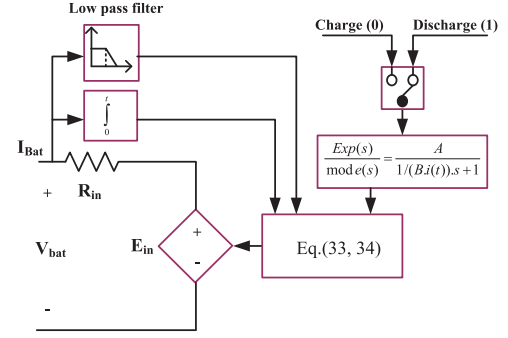 Low pass filter
Charge (0) Discharge (1)
t
∫
0
I_Bat
R_in
+
V_bat
-
E_in
+
-
Exp(s)/mod e(s) = A/1/(B.i(t)).s+1
Eq.(33, 34)